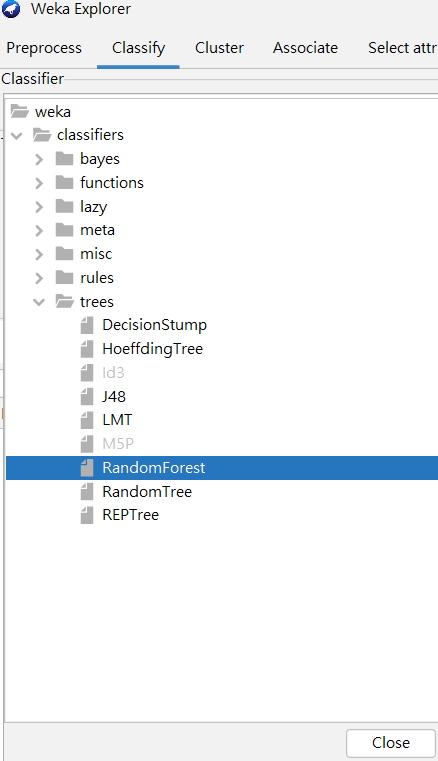 Weka Explorer
Preprocess Classify Cluster Associate Select attr
Classifier
weka
classifiers
bayes
functions
lazy
meta
misc
rules
trees
DecisionStump
HoeffdingTree
Id3
J48
LMT
M5P
RandomForest
RandomTree
REPTree
Close